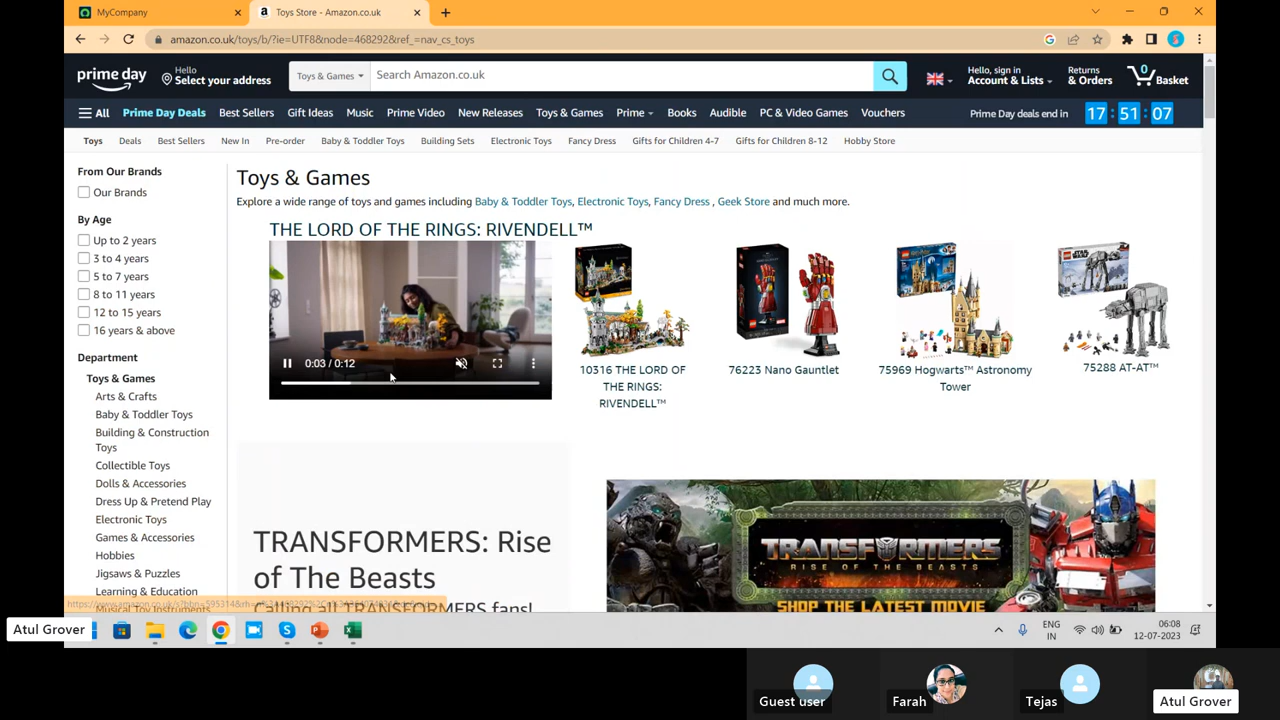 MyCompany
Toys Store - Amazon.co.uk
amazon.co.uk/toys/b/?ie=UTF8&node=468292&ref_=nav_cs_toys
prime day
Hello
Select your address
Toys & Games
Search Amazon.co.uk
Hello, sign in
Account & Lists
Returns
& Orders
0
Basket
All
Prime Day Deals
Best Sellers
Gift Ideas
Music
Prime Video
New Releases
Toys & Games
Prime
Books
Audible
PC & Video Games
Vouchers
Prime Day deals end in
17 : 51 : 07
Toys
Deals
Best Sellers
New In
Pre-order
Baby & Toddler Toys
Building Sets
Electronic Toys
Fancy Dress
Gifts for Children 4-7
Gifts for Children 8-12
Hobby Store
From Our Brands
Our Brands
By Age
Up to 2 years
3 to 4 years
5 to 7 years
8 to 11 years
12 to 15 years
16 years & above
Department
Toys & Games
Arts & Crafts
Baby & Toddler Toys
Building & Construction
Toys
Collectible Toys
Dolls & Accessories
Dress Up & Pretend Play
Electronic Toys
Games & Accessories
Hobbies
Jigsaws & Puzzles
Learning & Education
Musical Toy Instruments
Toys & Games
Explore a wide range of toys and games including Baby & Toddler Toys, Electronic Toys, Fancy Dress , Geek Store and much more.
THE LORD OF THE RINGS: RIVENDELL™
0:03 / 0:12
10316 THE LORD OF
THE RINGS:
RIVENDELL™
76223 Nano Gauntlet
75969 Hogwarts™ Astronomy
Tower
75288 AT-AT™
TRANSFORMERS: Rise
of The Beasts
Calling all TRANSFORMERS fans!
TRANSFORMERS
RISE OF THE BEASTS
SHOP THE LATEST MOVIE
Atul Grover
ENG
IN
06:08
12-07-2023
Guest user
Farah
Tejas
Atul Grover